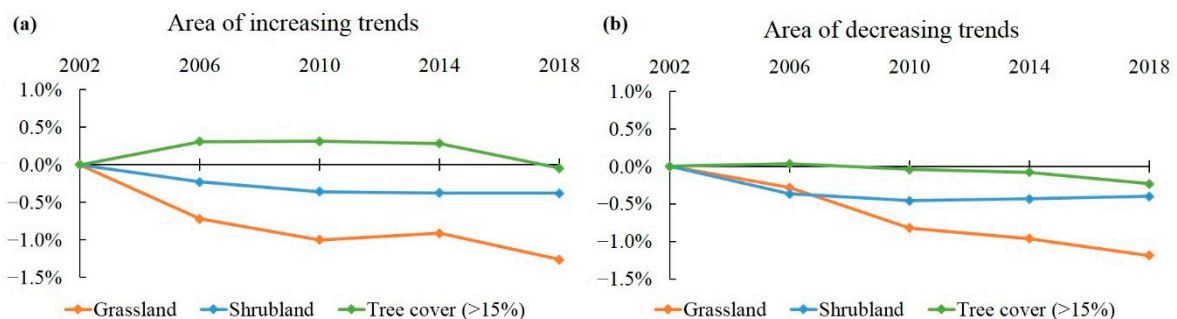 (a) Area of increasing trends
2002 2006 2010 2014 2018
1.0%
0.5%
0.0%
−0.5%
−1.0%
−1.5%
Grassland Shrubland Tree cover (>15%)
(b) Area of decreasing trends
2002 2006 2010 2014 2018
1.0%
0.5%
0.0%
−0.5%
−1.0%
−1.5%
Grassland Shrubland Tree cover (>15%)